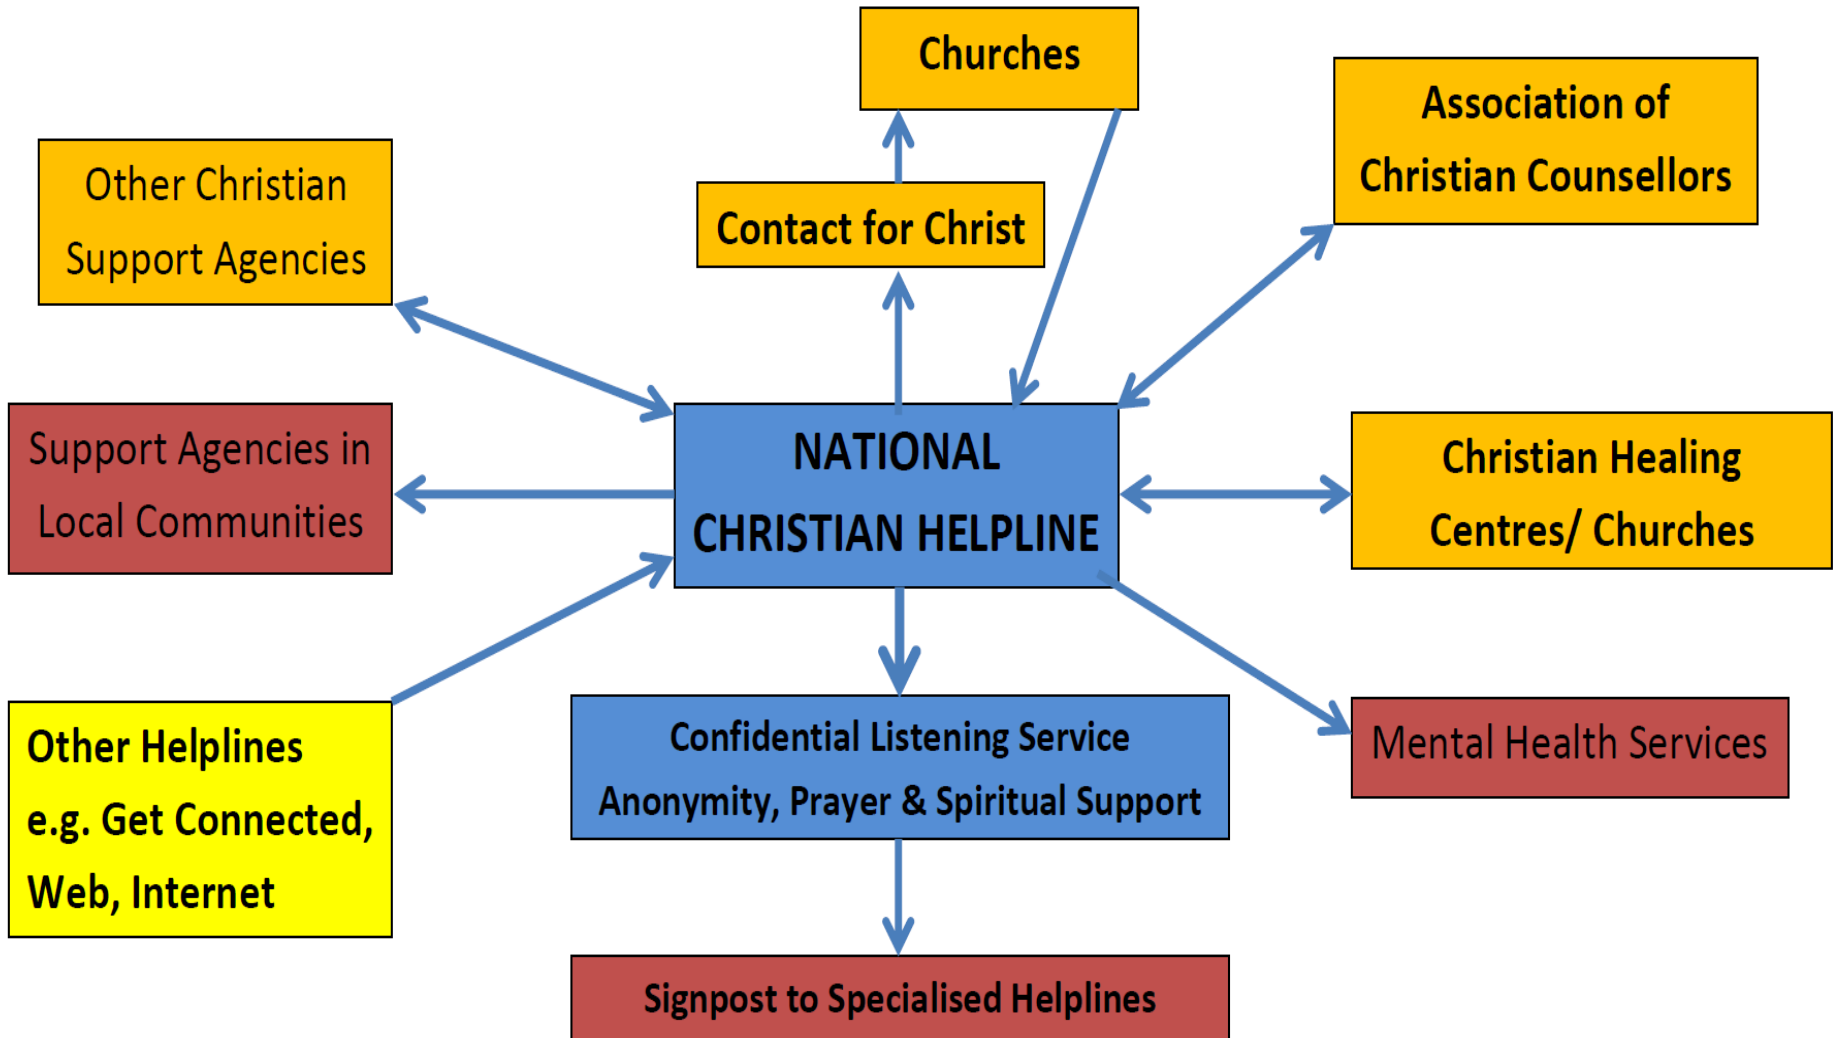 Churches
Association of
Christian Counsellors
Other Christian
Support Agencies
Contact for Christ
Support Agencies in
Local Communities
NATIONAL
CHRISTIAN HELPLINE
Christian Healing
Centres/ Churches
Other Helplines
e.g. Get Connected,
Web, Internet
Confidential Listening Service
Anonymity, Prayer & Spiritual Support
Mental Health Services
Signpost to Specialised Helplines